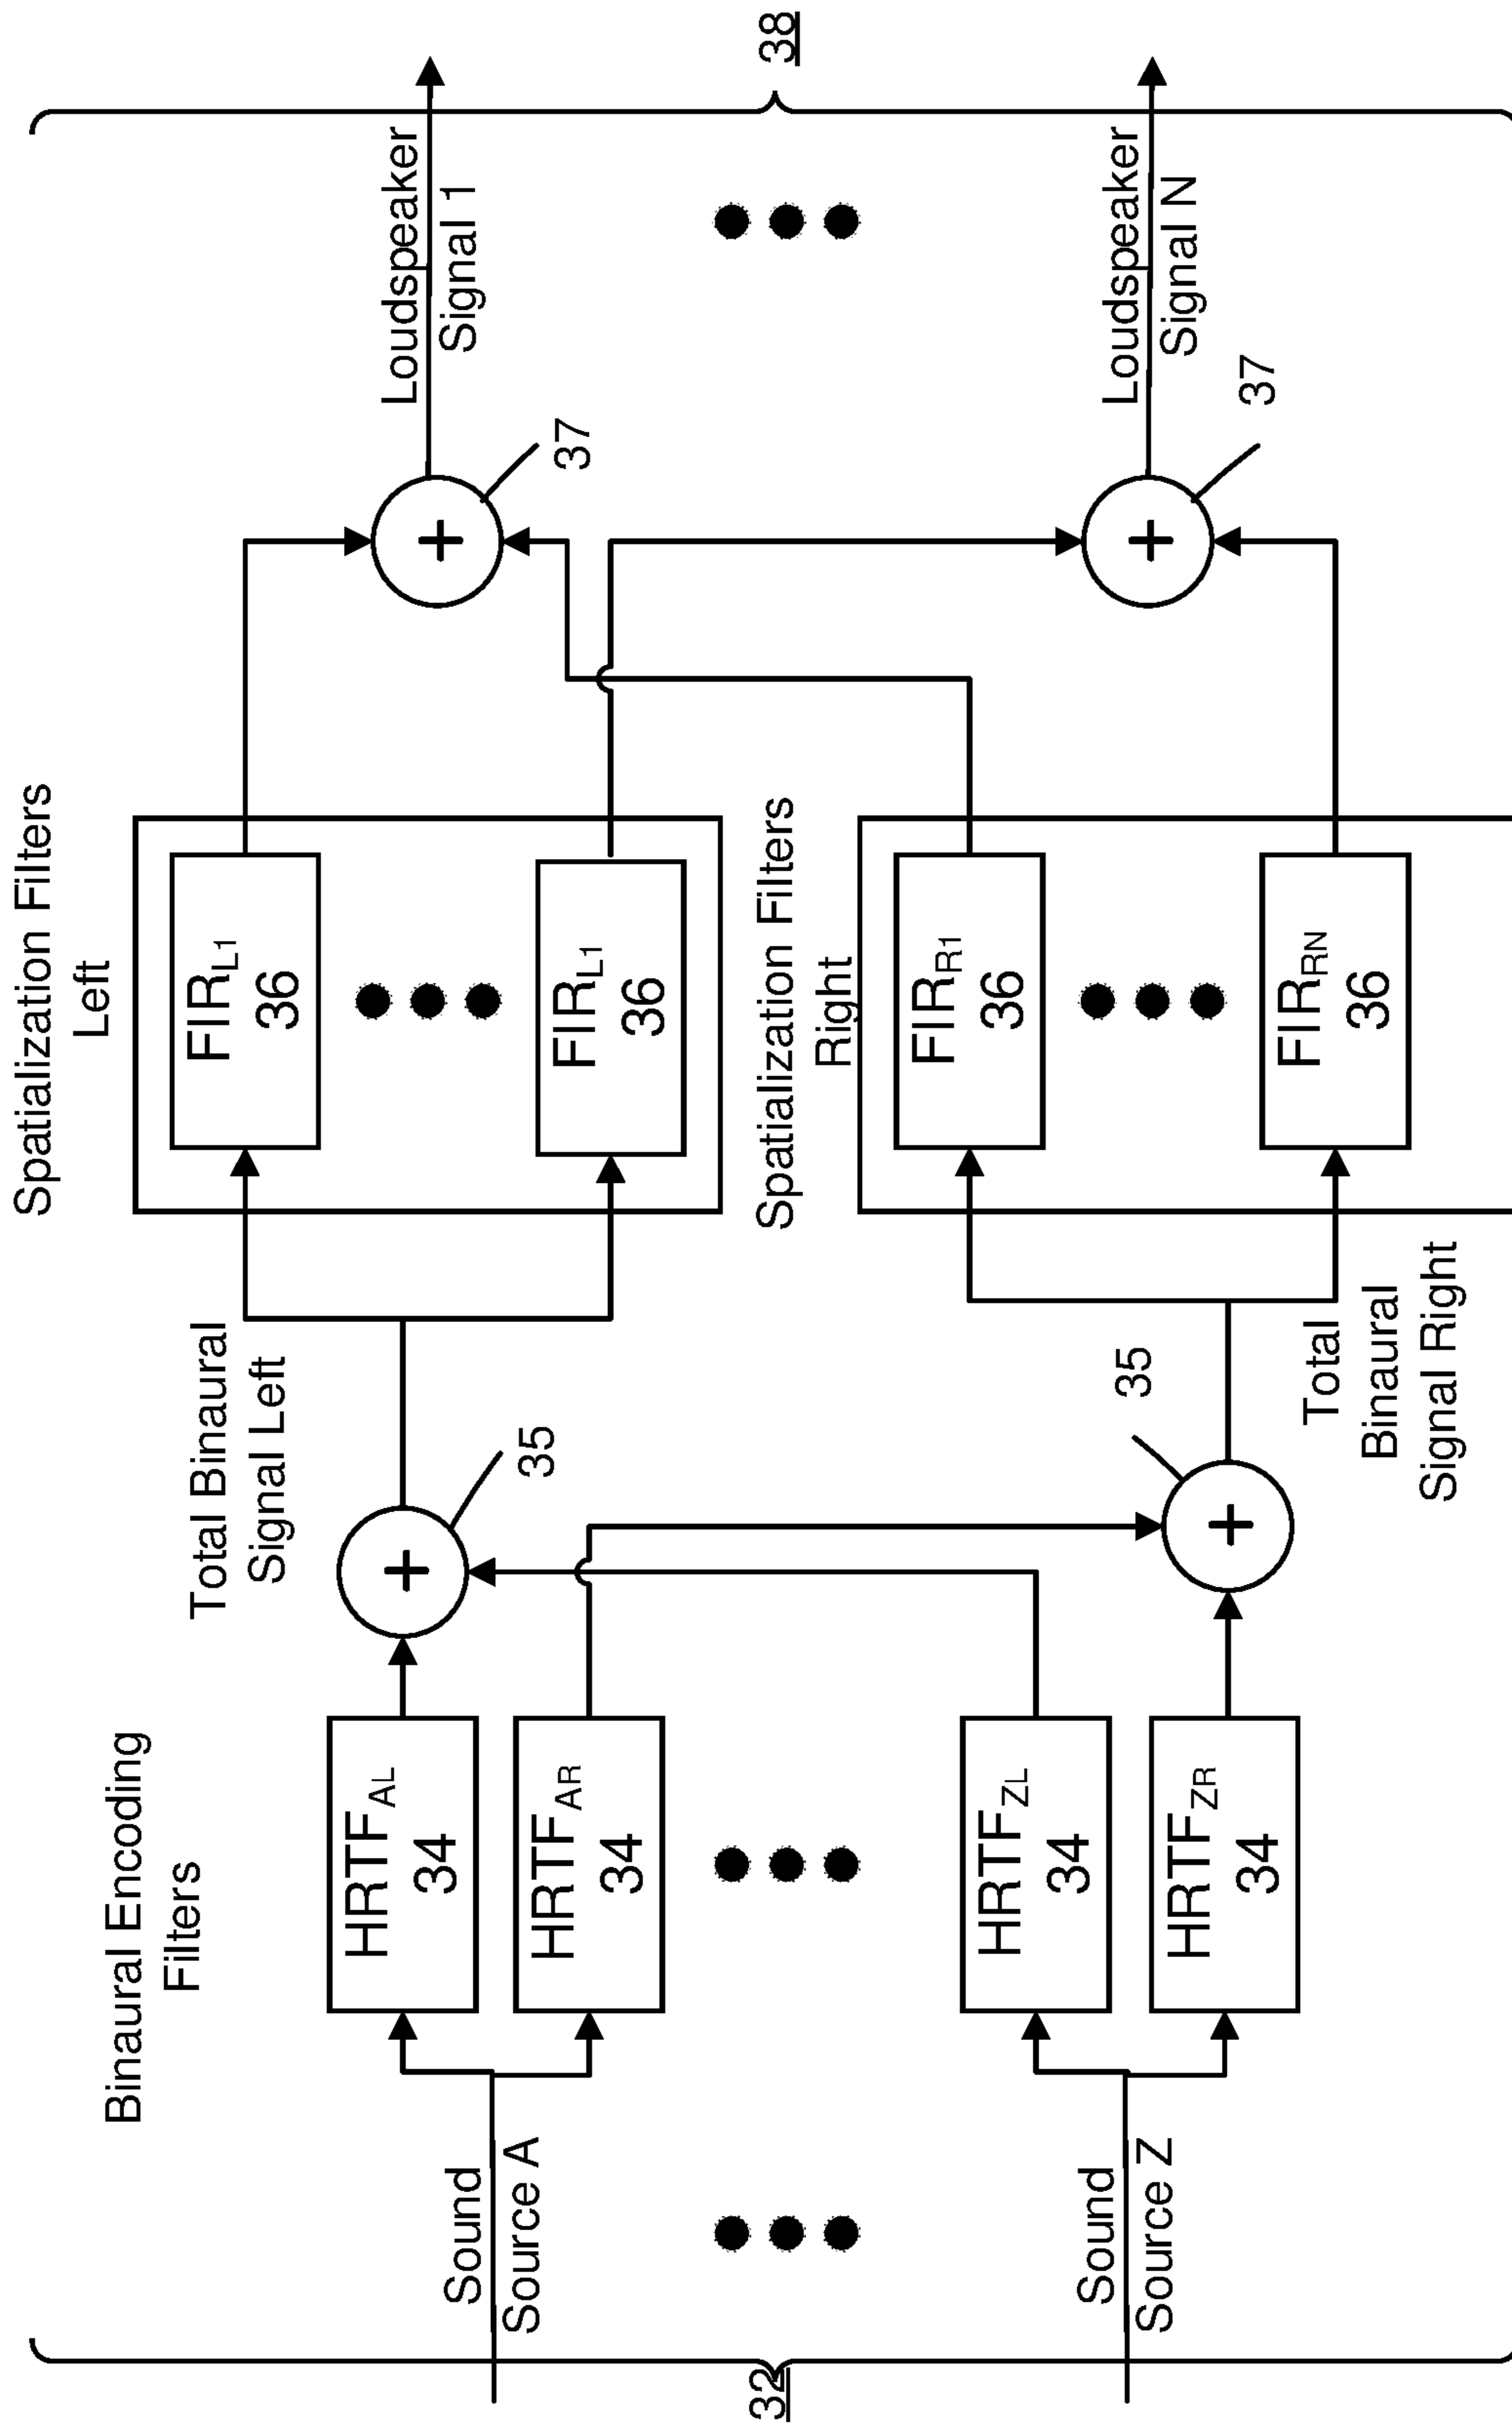 Binaural Encoding
Filters
Sound
Source A
Sound
Source Z
32
HRTFAL
34
HRTFAR
34
HRTFZL
34
HRTFZR
34
35
35
Total Binaural
Signal Left
Total
Binaural
Signal Right
Spatialization Filters
Left
FIRL1
36
FIRL1
36
Spatialization Filters
Right
FIRR1
36
FIRRN
36
37
37
Loudspeaker
Signal 1
Loudspeaker
Signal N
38